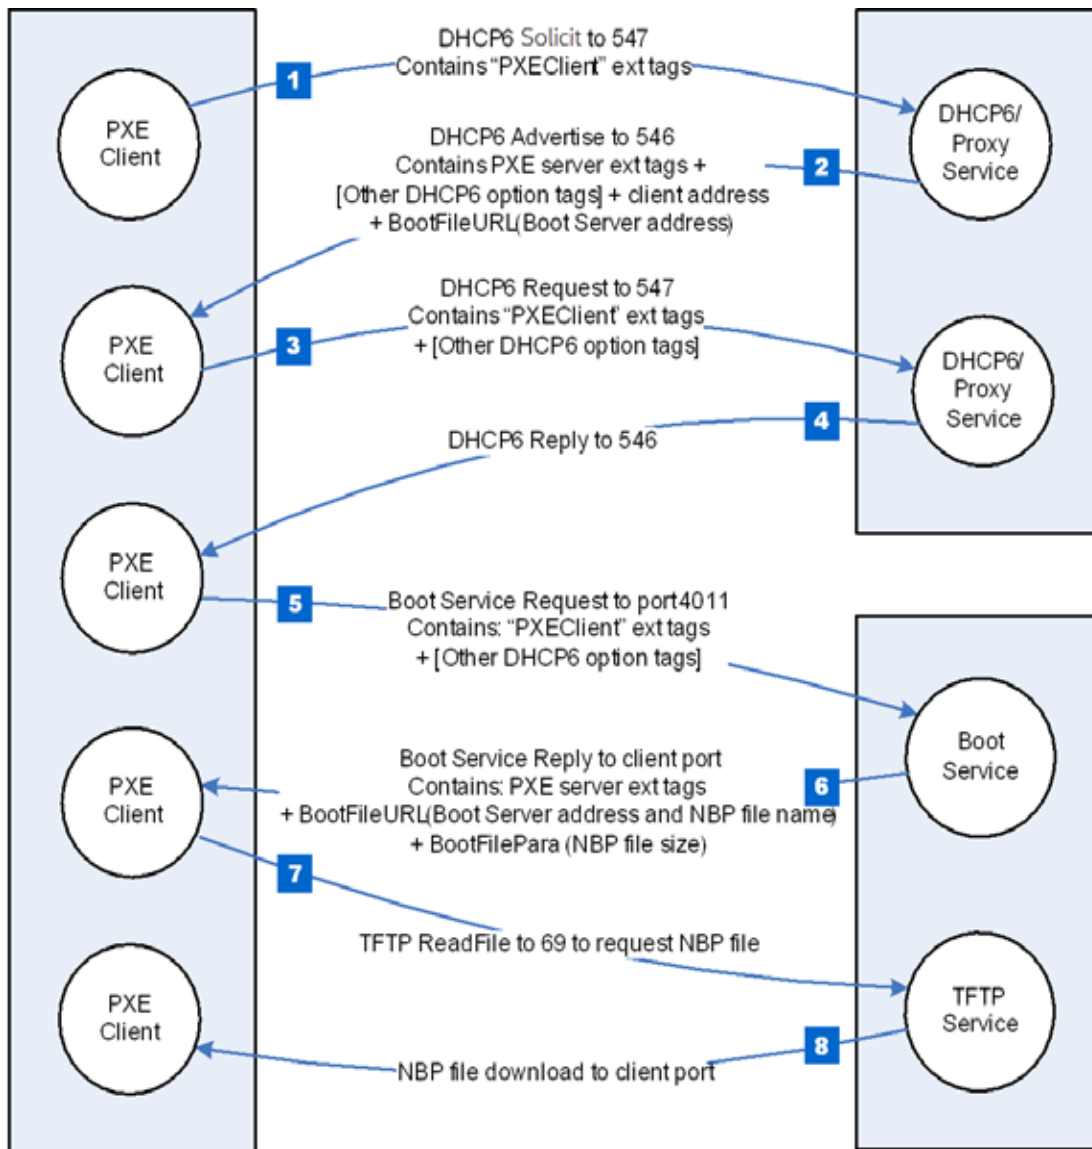 DHCP6 Solicit to 547
Contains “PXEClient” ext tags
1
PXE
Client
DHCP6/
Proxy
Service
DHCP6 Advertise to 546
Contains PXE server ext tags +
[Other DHCP6 option tags] + client address
+ BootFileURL(Boot Server address)
2
DHCP6 Request to 547
Contains “PXEClient” ext tags
+ [Other DHCP6 option tags]
3
PXE
Client
DHCP6/
Proxy
Service
4
DHCP6 Reply to 546
PXE
Client
5
Boot Service Request to port4011
Contains: “PXEClient” ext tags
+ [Other DHCP6 option tags]
Boot
Service
Boot Service Reply to client port
Contains: PXE server ext tags
+ BootFileURL(Boot Server address and NBP file name)
+ BootFilePara (NBP file size)
6
PXE
Client
7
TFTP ReadFile to 69 to request NBP file
PXE
Client
TFTP
Service
8
NBP file download to client port